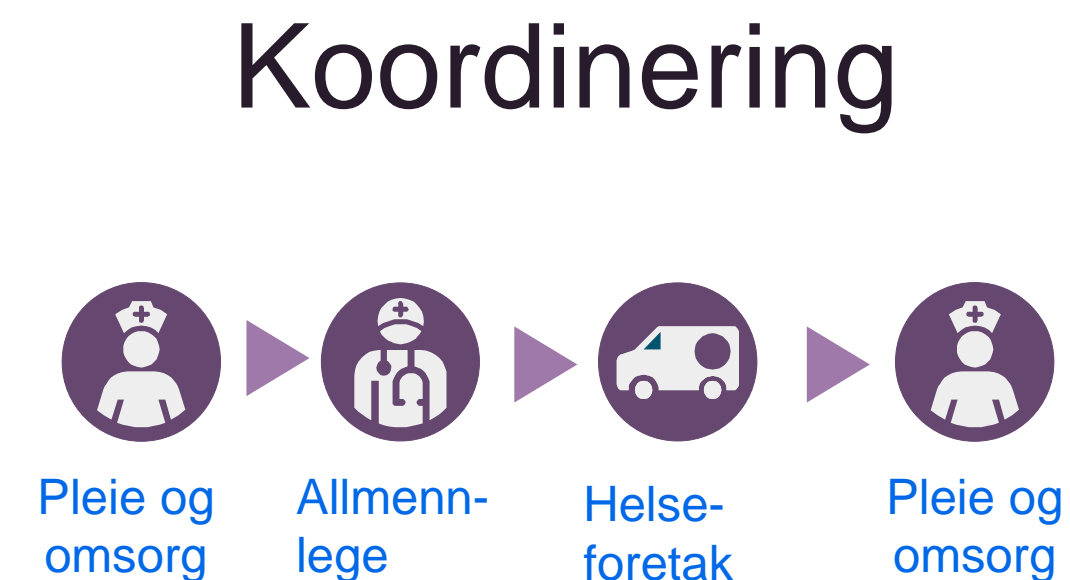 Koordinering
Pleie og
omsorg
Allmenn-
lege
Helse-
foretak
Pleie og
omsorg